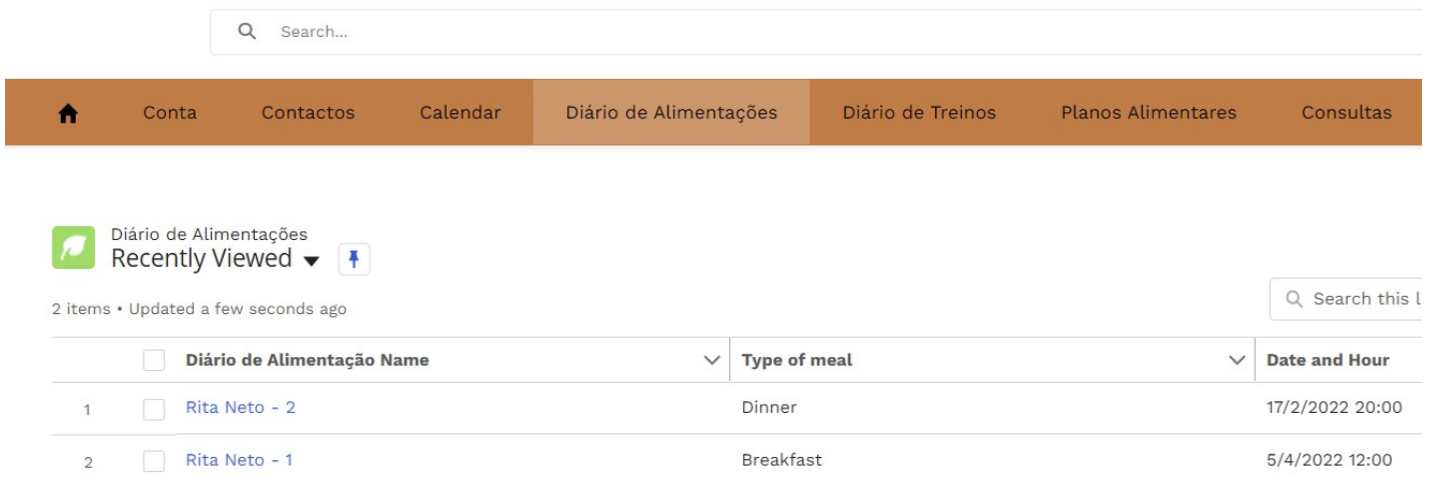 Search...
Conta Contactos Calendar Diário de Alimentações Diário de Treinos Planos Alimentares Consultas
Diário de Alimentações
Recently Viewed
2 items • Updated a few seconds ago
Search this l
Diário de Alimentação Name Type of meal Date and Hour
1 Rita Neto - 2 Dinner 17/2/2022 20:00
2 Rita Neto - 1 Breakfast 5/4/2022 12:00